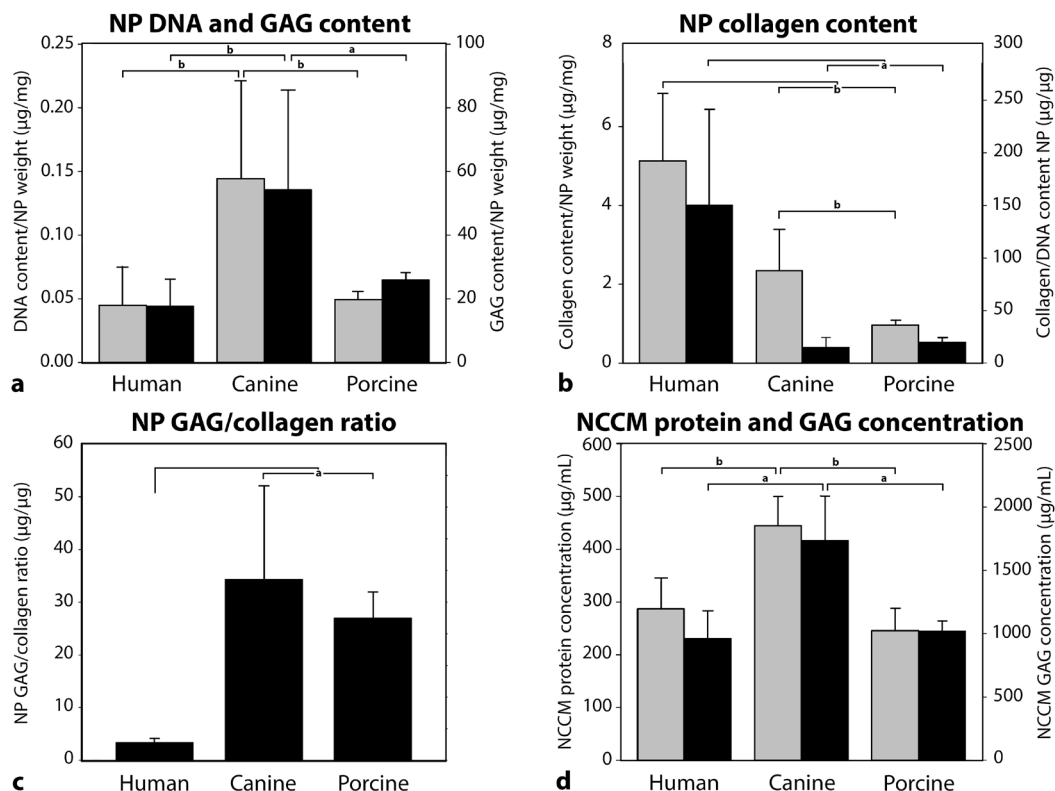 NP DNA and GAG content
b
a
b
b
DNA content/NP weight (µg/mg)
0.25
0.20
0.15
0.10
0.05
0.00
GAG content/NP weight (µg/mg)
100
80
60
40
20
0
Human Canine Porcine
a
NP collagen content
a
b
b
Collagen content/NP weight (µg/mg)
8
6
4
2
0
Collagen/DNA content NP (µg/µg)
300
250
200
150
100
50
0
Human Canine Porcine
b
NP GAG/collagen ratio
a
NP GAG/collagen ratio (µg/µg)
60
50
40
30
20
10
0
Human Canine Porcine
c
NCCM protein and GAG concentration
b b
a a
NCCM protein concentration (µg/mL)
600
500
400
300
200
100
0
NCCM GAG concentration (µg/mL)
2500
2000
1500
1000
500
0
Human Canine Porcine
d